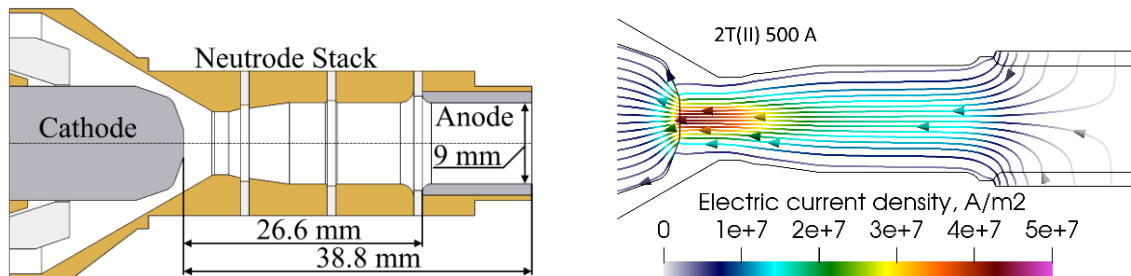 Neutrode Stack
Cathode
Anode
9 mm
26.6 mm
38.8 mm
2T(II) 500 A
Electric current density, A/m2
0 1e+7 2e+7 3e+7 4e+7 5e+7